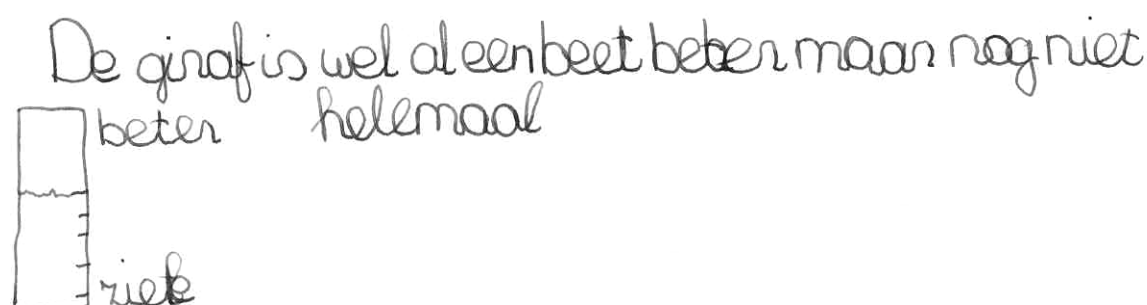 De giraf is wel al een beet beter maar nog niet
helemaal
beter
ziek